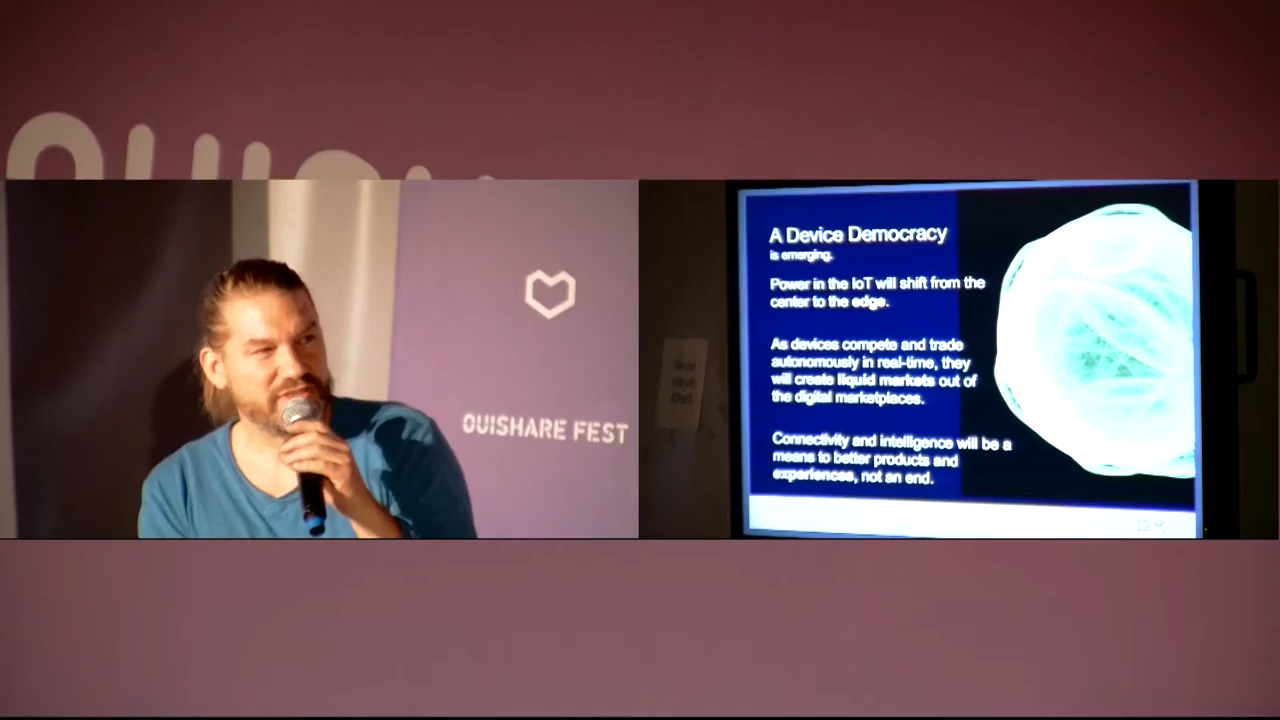 OUISHARE FEST
A Device Democracy
is emerging.
Power in the IoT will shift from the
center to the edge.
As devices compete and trade
autonomously in real-time, they
will create liquid markets out of
the digital marketplaces.
Connectivity and intelligence will be a
means to better products and
experiences, not an end.
IBM